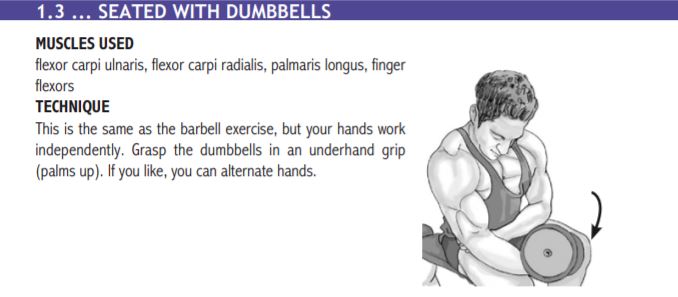 1.3 ... SEATED WITH DUMBBELLS
MUSCLES USED
flexor carpi ulnaris, flexor carpi radialis, palmaris longus, finger
flexors
TECHNIQUE
This is the same as the barbell exercise, but your hands work
independently. Grasp the dumbbells in an underhand grip
(palms up). If you like, you can alternate hands.